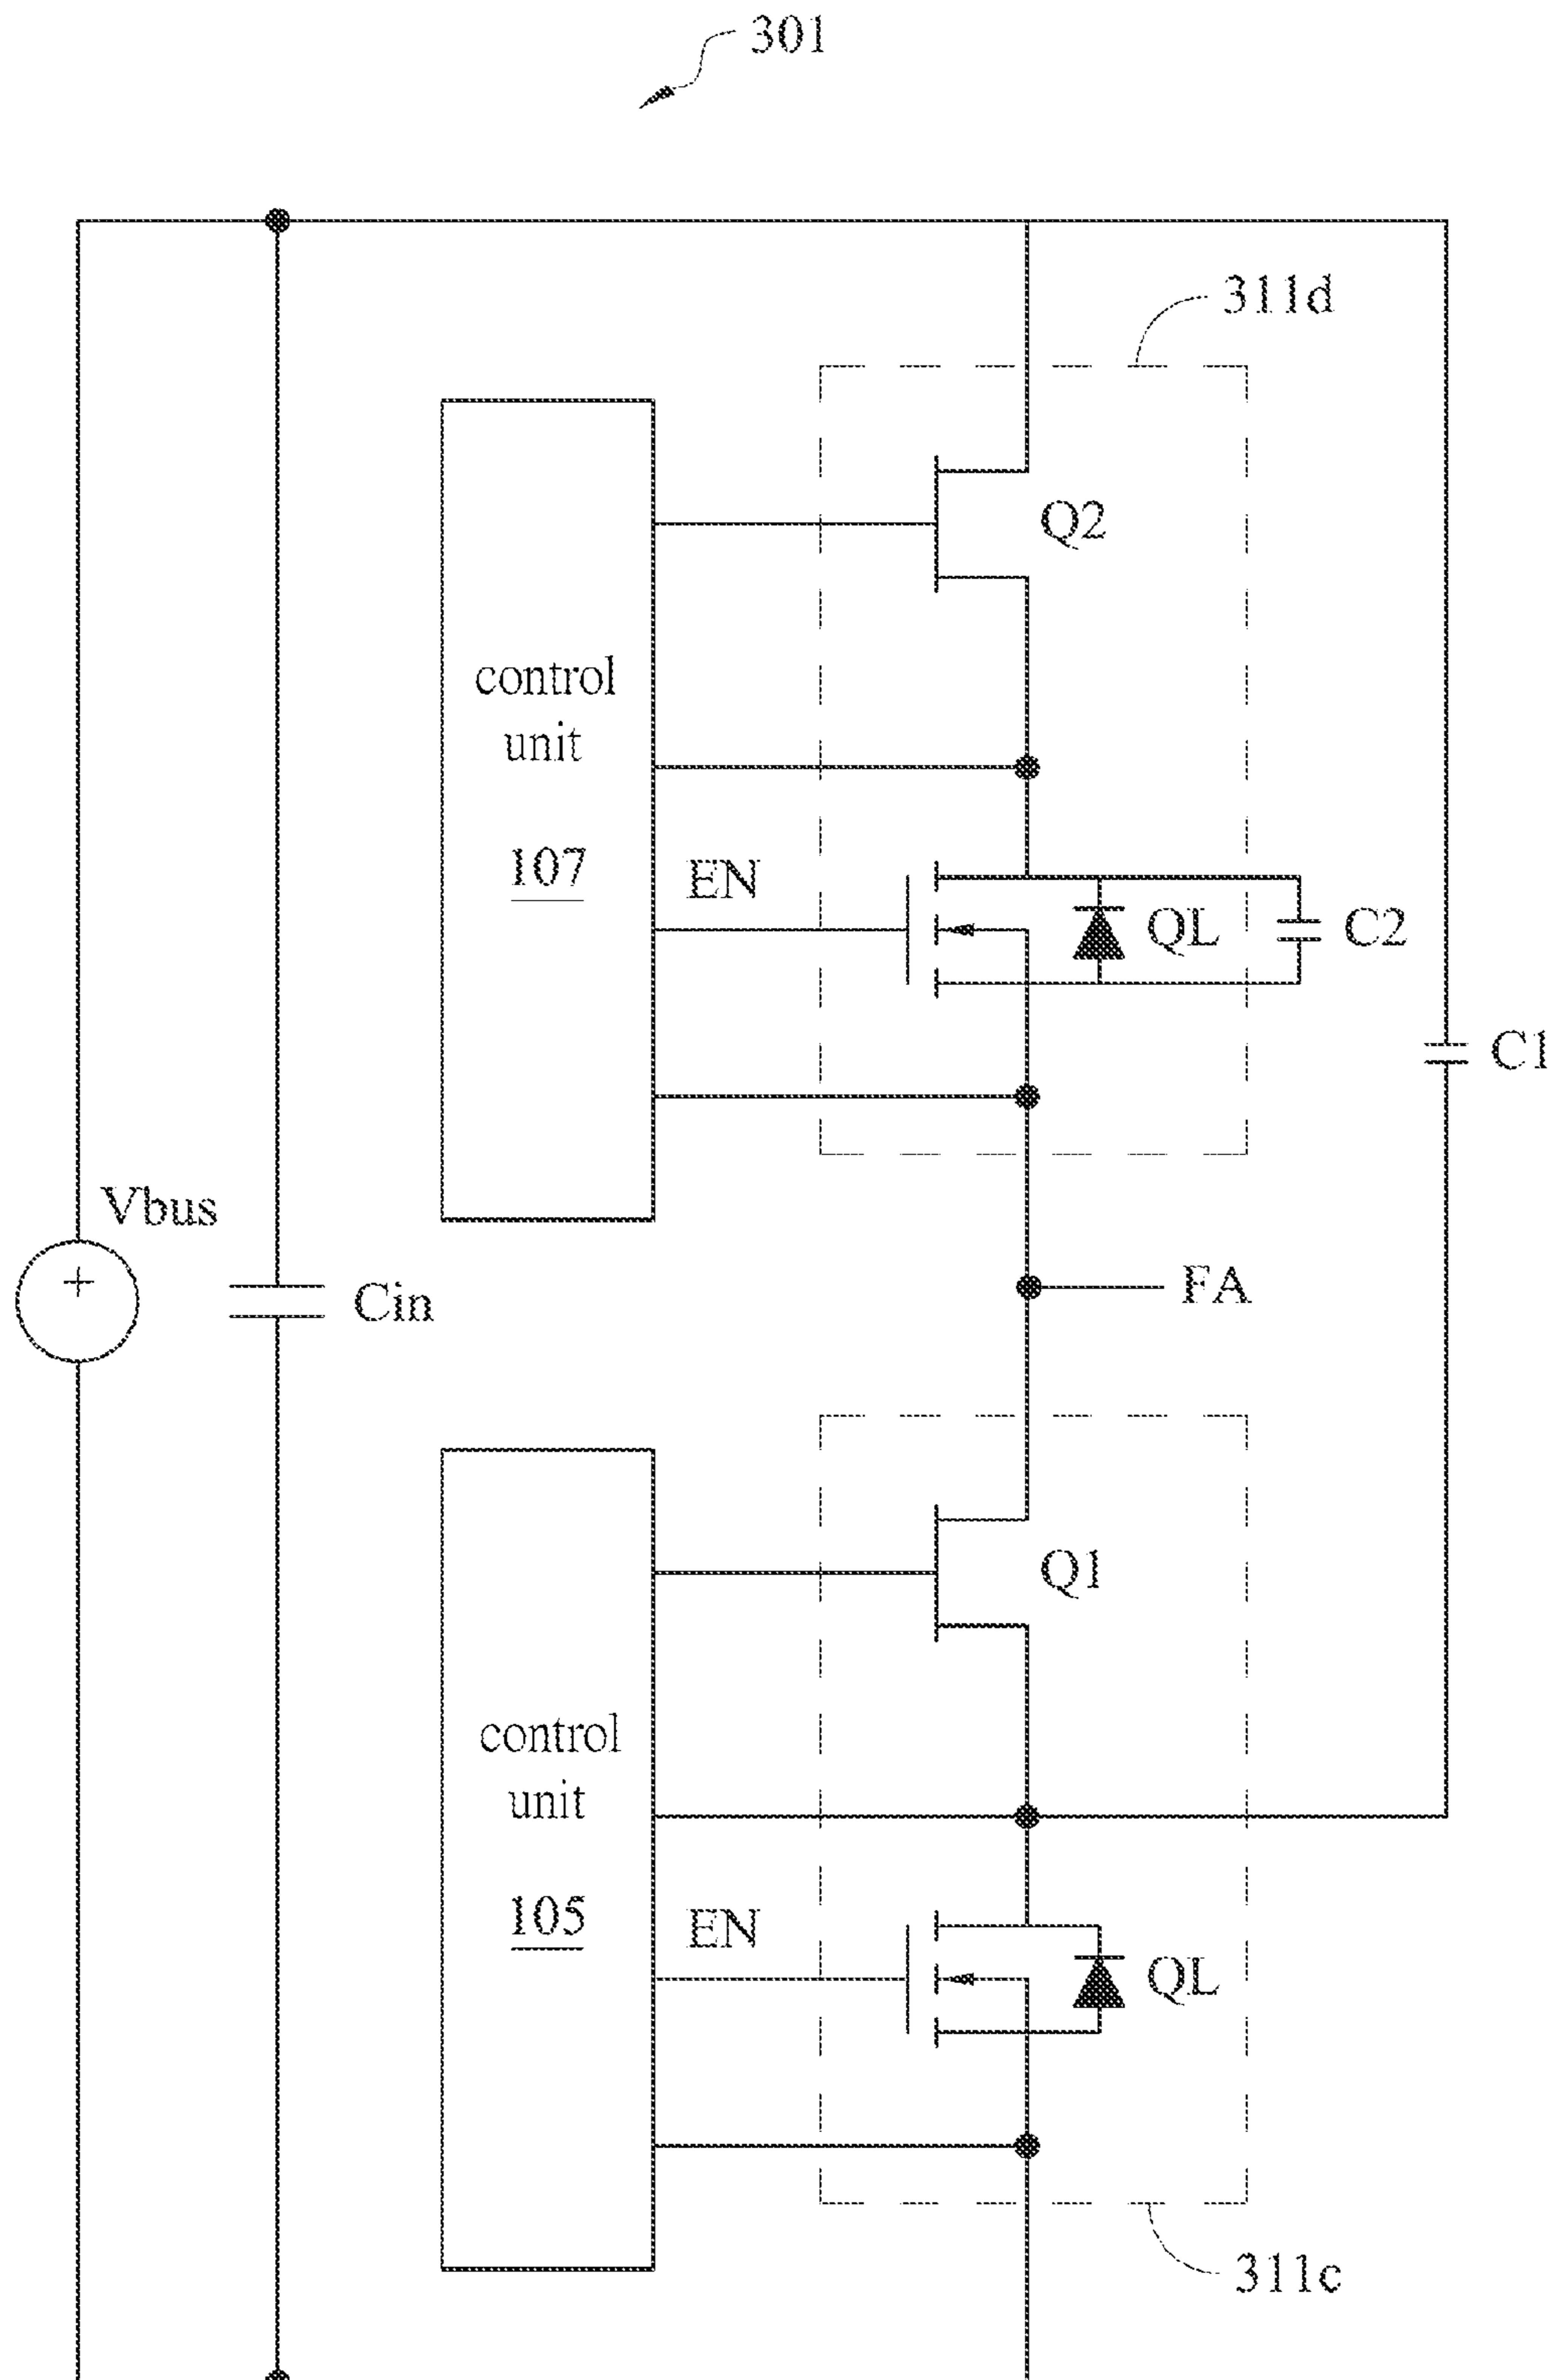 301
311d
Q2
control
unit
107
EN
QL
C2
C1
Vbus
+
Cin
FA
Q1
control
unit
105
EN
QL
311c